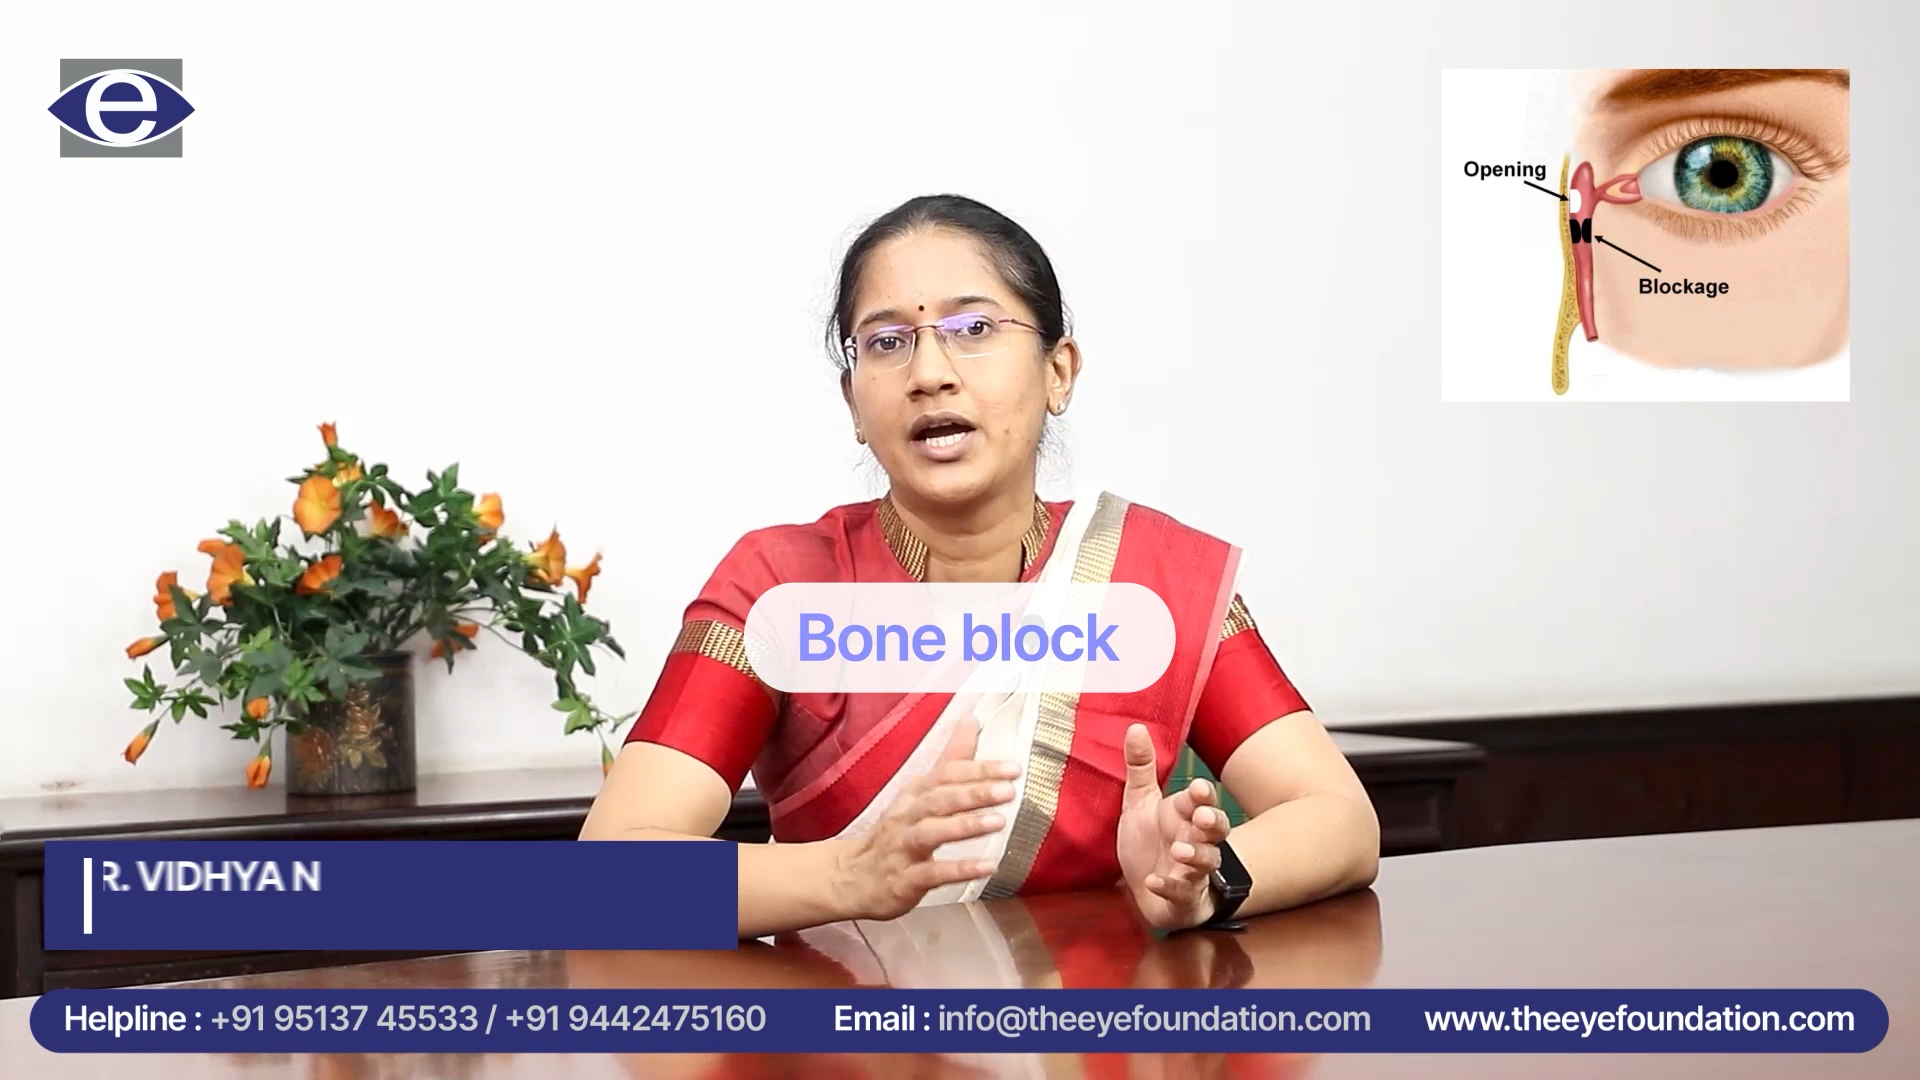 e
Opening
Blockage
Bone block
R. VIDHYA N
Helpline : +91 95137 45533 / +91 9442475160
Email : info@theeyefoundation.com
www.theeyefoundation.com